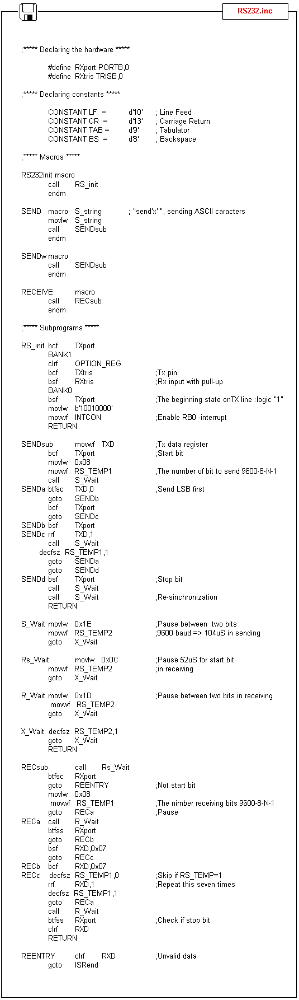 RS232.inc
;***** Declaring the hardware *****
#define RXport PORTB,0
#define RXtris TRISB,0
;***** Declaring constants *****
CONSTANT LF = d'10' ; Line Feed
CONSTANT CR = d'13' ; Carriage Return
CONSTANT TAB = d'9' ; Tabulator
CONSTANT BS = d'8' ; Backspace
;***** Macros *****
RS232init macro
call RS_init
endm
SEND macro S_string ; "send'x' ", sending ASCII caracters
movlw S_string
call SENDsub
endm
SENDw macro
call SENDsub
endm
RECEIVE macro
call RECsub
endm
;***** Subprograms *****
RS_init bcf TXport
BANK1
clrf OPTION_REG
bcf TXtris ;Tx pin
bsf RXtris ;Rx input with pull-up
BANK0
bsf TXport ;The beginning state onTX line :logic "1"
movlw b'10010000'
movwf INTCON ;Enable RB0 -interrupt
RETURN
SENDsub movwf TXD ;Tx data register
bcf TXport ;Start bit
movlw 0x08
movwf RS_TEMP1 ;The number of bit to send 9600-8-N-1
call S_Wait
SENDa btfsc TXD,0 ;Send LSB first
goto SENDb
bcf TXport
goto SENDc
SENDb bsf TXport
SENDc rrf TXD,1
call S_Wait
decfsz RS_TEMP1,1
goto SENDa
goto SENDd
SENDd bsf TXport ;Stop bit
call S_Wait
call S_Wait ;Re-sinchronization
RETURN
S_Wait movlw 0x1E ;Pause between two bits
movwf RS_TEMP2 ;9600 baud => 104uS in sending
goto X_Wait
Rs_Wait movlw 0x0C ;Pause 52uS for start bit
movwf RS_TEMP2 ;in receiving
goto X_Wait
R_Wait movlw 0x1D ;Pause between two bits in receiving
movwf RS_TEMP2
goto X_Wait
X_Wait decfsz RS_TEMP2,1
goto X_Wait
RETURN
RECsub call Rs_Wait
btfsc RXport
goto REENTRY ;Not start bit
movlw 0x08
movwf RS_TEMP1 ;The nimber receiving bits 9600-8-N-1
goto RECa ;Pause
RECa call R_Wait
btfss RXport
goto RECb
bsf RXD,0x07
goto RECc
RECb bcf RXD,0x07
RECc decfsz RS_TEMP1,0 ;Skip if RS_TEMP=1
rrf RXD,1 ;Repeat this seven times
decfsz RS_TEMP1,1
goto RECa
call R_Wait
btfss RXport ;Check if stop bit
clrf RXD
RETURN
REENTRY clrf RXD ;Unvalid data
goto ISRend